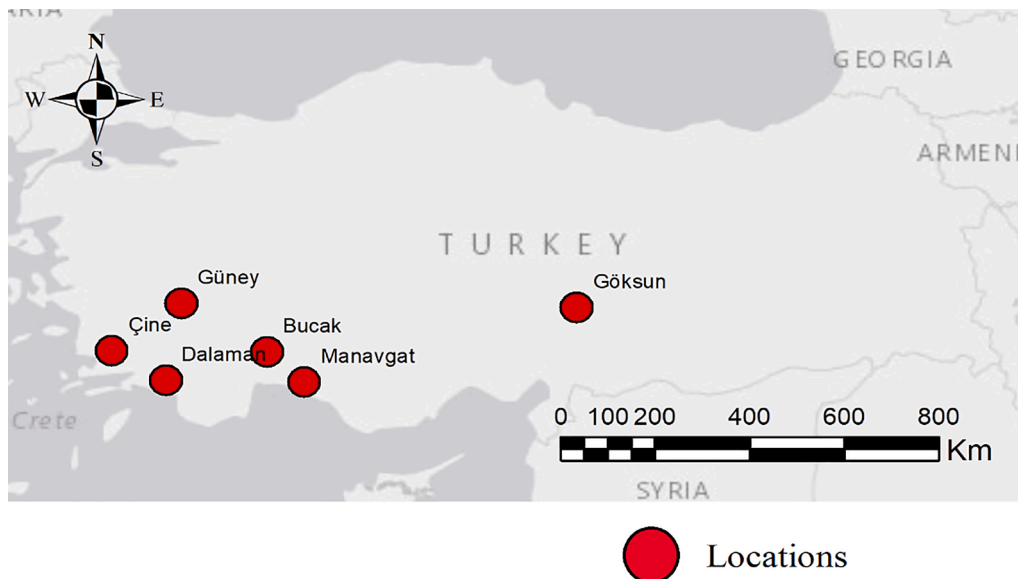 ARIA
N
GEORGIA
W E
S
ARMENI
TURKEY
Güney
Göksun
Çine
Bucak
Dalaman
Manavgat
Crete
0 100 200 400 600 800
Km
SYRIA
Locations